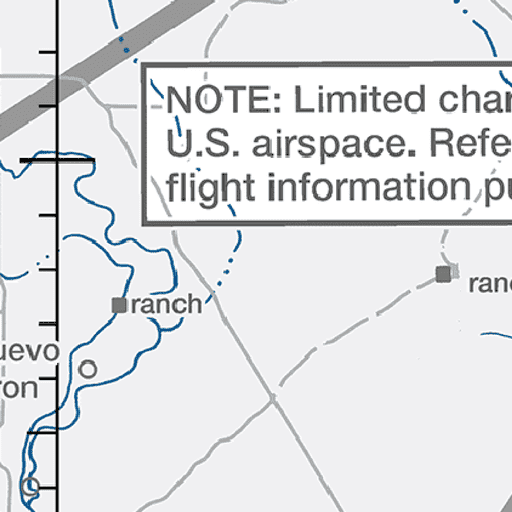 NOTE: Limited char
U.S. airspace. Refe
flight information pu
ranch
ranc
uevo
ron